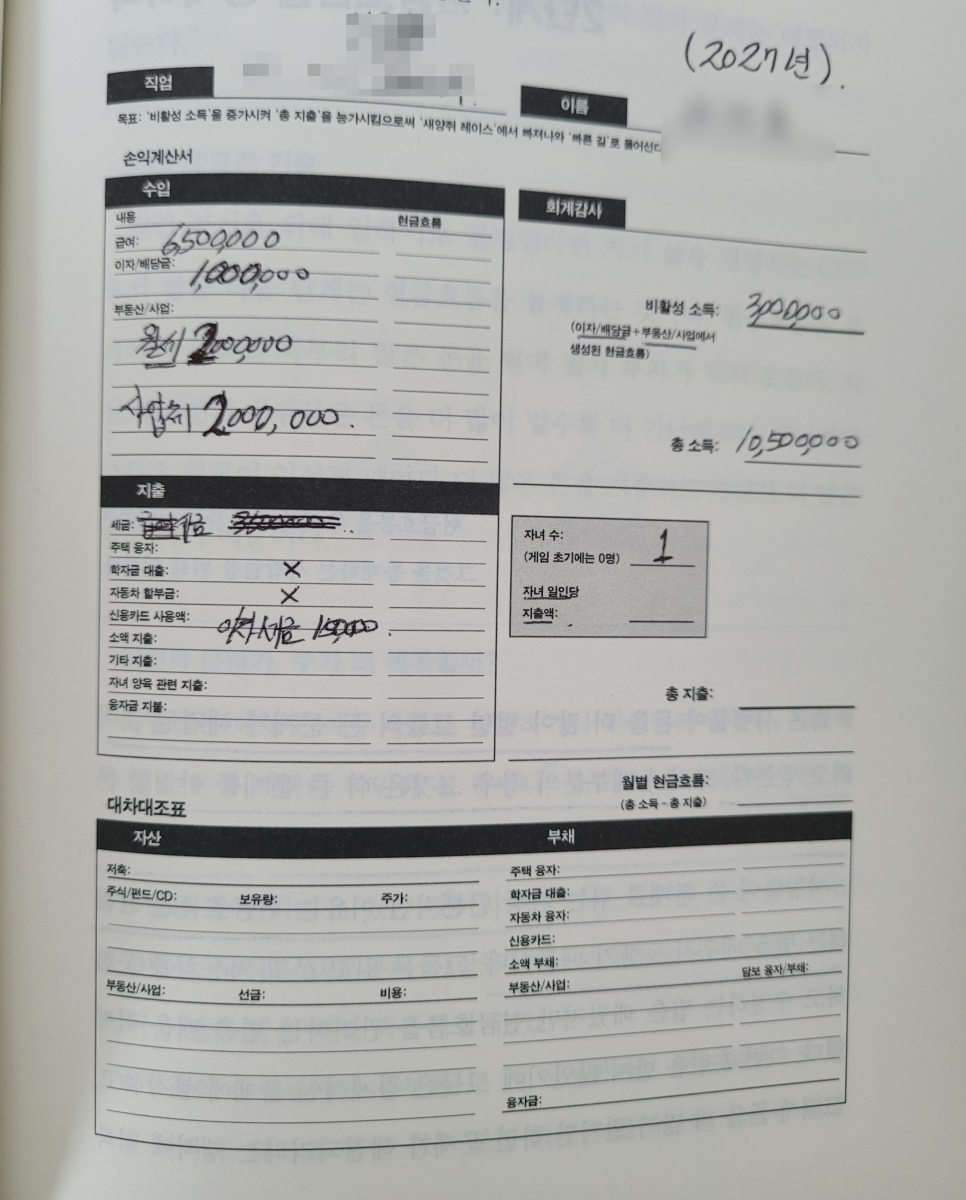 (2027년).
직업
이름
목표: '비활성 소득'을 증가시켜 '총 지출'을 능가시킴으로써 '새양쥐 레이스'에서 빠져나와 '빠른 길'로 들어선다
손익계산서
수입
내용 현금흐름
급여: 6,500,000
이자/배당금: 1,000,000
부동산/사업:
월세 2000,000
사업체 2,000,000.
회계감사
비활성 소득: 3,000,000
(이자/배당금+부동산/사업에서
생성된 현금흐름)
총 소득: 10,500,000
지출
세금:
주택 융자:
학자금 대출: X
자동차 할부금: X
신용카드 사용액:
소액 지출:
기타 지출:
자녀 양육 관련 지출:
융자금 지불:
자녀 수:
(게임 초기에는 0명) 1
자녀 일인당
지출액:
총 지출:
월별 현금흐름:
(총 소득-총 지출)
대차대조표
자산
저축:
주식/펀드/CD: 보유량: 주가:
부동산/사업: 선금: 비용:
부채
주택 융자:
학자금 대출:
자동차 융자:
신용카드:
소액 부채:
부동산/사업: 담보 융자/부채:
융자금: